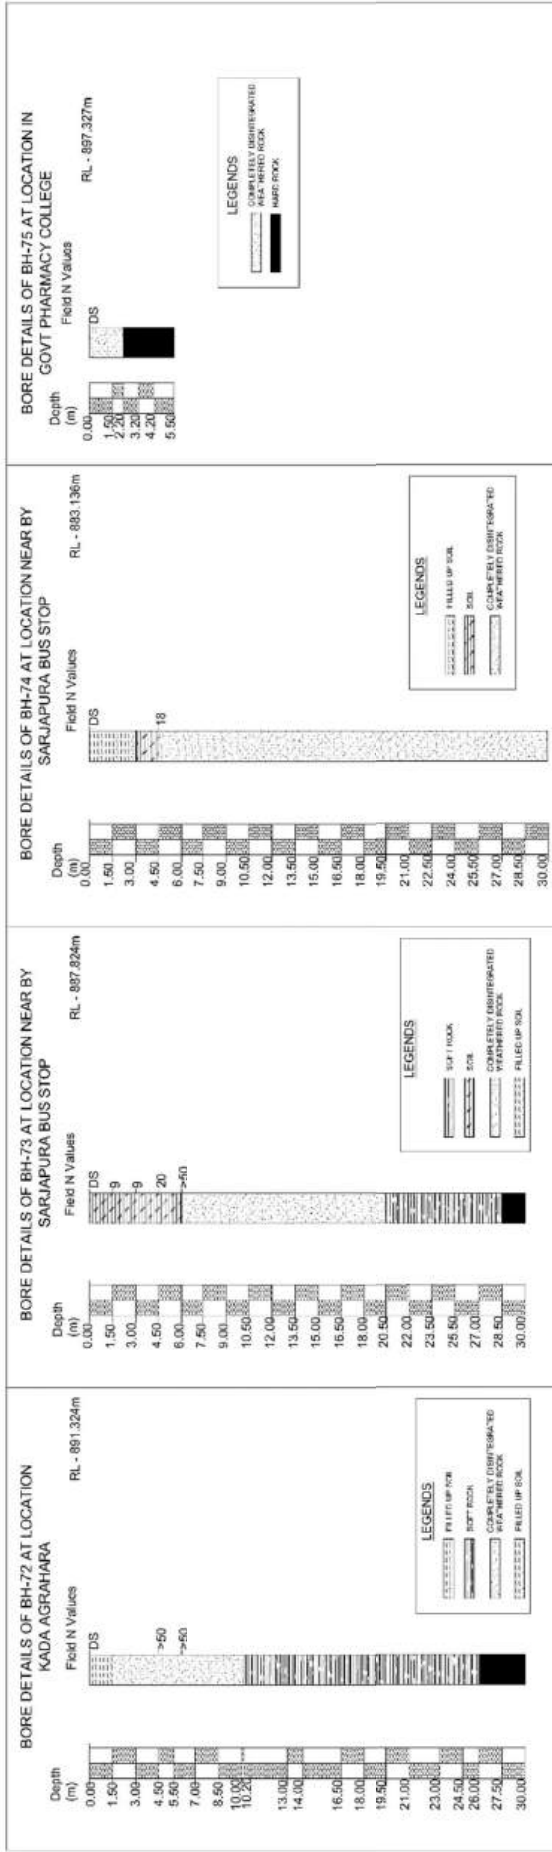 BORE DETAILS OF BH-72 AT LOCATION
KADA AGRAHARA
Depth
(m)
Field N Values
RL - 891.324m
0.00
1.50
3.00
4.50
5.50
7.00
8.50
10.00
10.20
13.00
14.00
16.50
18.00
19.50
21.00
23.00
24.50
26.00
27.00
30.00
DS
>50
>50
LEGENDS
FILLED UP SOIL
SOFT ROCK
COMPLETELY DISINTEGRATED
WEATHERED ROCK
FILLED UP SOIL
BORE DETAILS OF BH-73 AT LOCATION NEAR BY
SARJAPURA BUS STOP
Depth
(m)
Field N Values
RL - 887.824m
0.00
1.50
3.00
4.50
6.00
7.50
9.00
10.50
12.00
13.50
15.00
16.50
18.00
20.50
22.00
23.50
25.50
27.00
28.50
30.00
DS
9
9
20
>50
LEGENDS
SOFT ROCK
SOIL
COMPLETELY DISINTEGRATED
WEATHERED ROCK
FILLED UP SOIL
BORE DETAILS OF BH-74 AT LOCATION NEAR BY
SARJAPURA BUS STOP
Depth
(m)
Field N Values
RL - 883.136m
0.00
1.50
3.00
4.50
6.00
7.50
9.00
10.50
12.00
13.50
15.00
16.50
18.00
19.50
21.00
22.50
24.00
25.50
27.00
28.50
30.00
DS
18
LEGENDS
FILLED UP SOIL
SOIL
COMPLETELY DISINTEGRATED
WEATHERED ROCK
BORE DETAILS OF BH-75 AT LOCATION IN
GOVT PHARMACY COLLEGE
Depth
(m)
Field N Values
RL - 897.327m
0.00
1.50
2.20
3.20
4.20
5.50
DS
LEGENDS
COMPLETELY DISINTEGRATED
WEATHERED ROCK
HARD ROCK